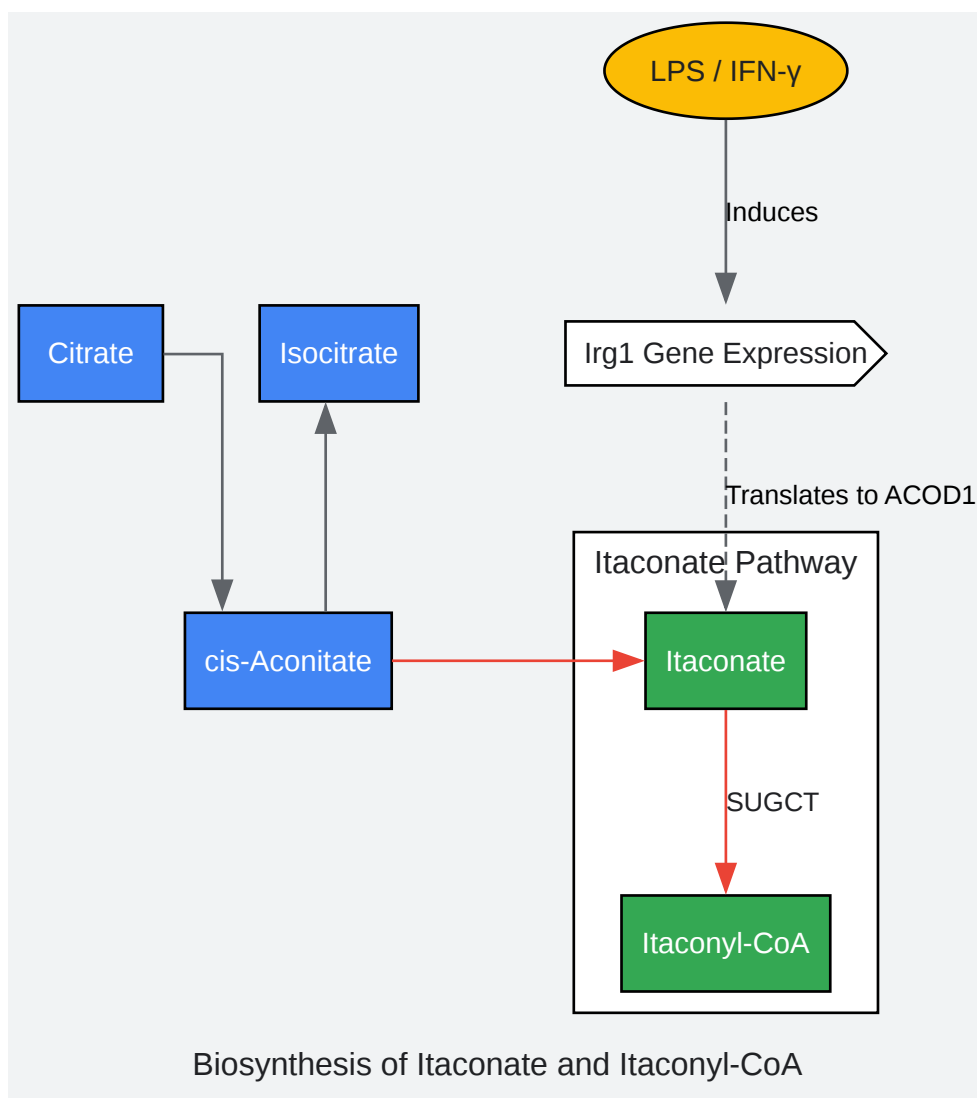 LPS / IFN-γ
Induces
Citrate
Isocitrate
Irg1 Gene Expression
Translates to ACOD1
Itaconate Pathway
cis-Aconitate
Itaconate
SUGCT
Itaconyl-CoA
Biosynthesis of Itaconate and Itaconyl-CoA